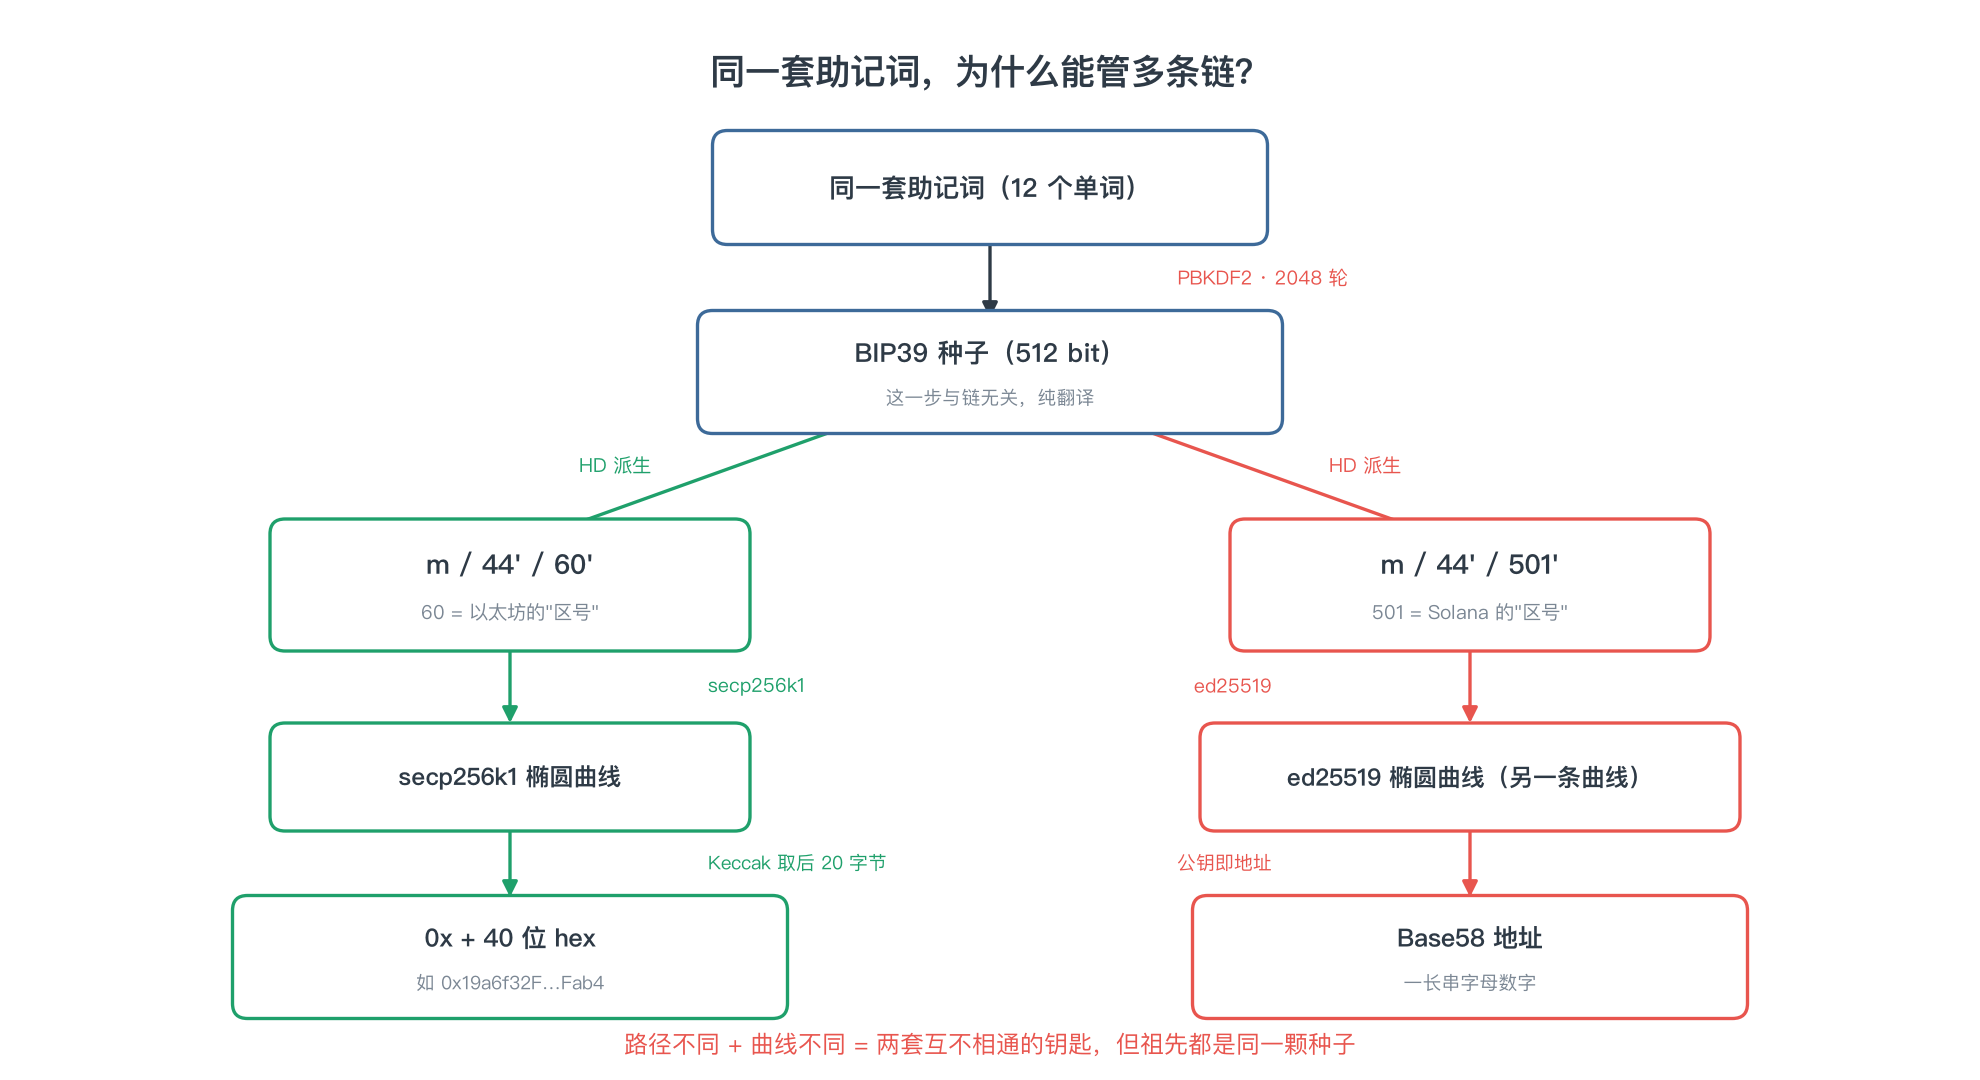 同一套助记词，为什么能管多条链？
同一套助记词（12 个单词）
PBKDF2 · 2048 轮
BIP39 种子（512 bit）
这一步与链无关，纯翻译
HD 派生
HD 派生
m / 44' / 60'
60 = 以太坊的"区号"
m / 44' / 501'
501 = Solana 的"区号"
secp256k1
ed25519
secp256k1 椭圆曲线
ed25519 椭圆曲线（另一条曲线）
Keccak 取后 20 字节
公钥即地址
0x + 40 位 hex
如 0x19a6f32F...Fab4
Base58 地址
一长串字母数字
路径不同 + 曲线不同 = 两套互不相通的钥匙，但祖先都是同一颗种子